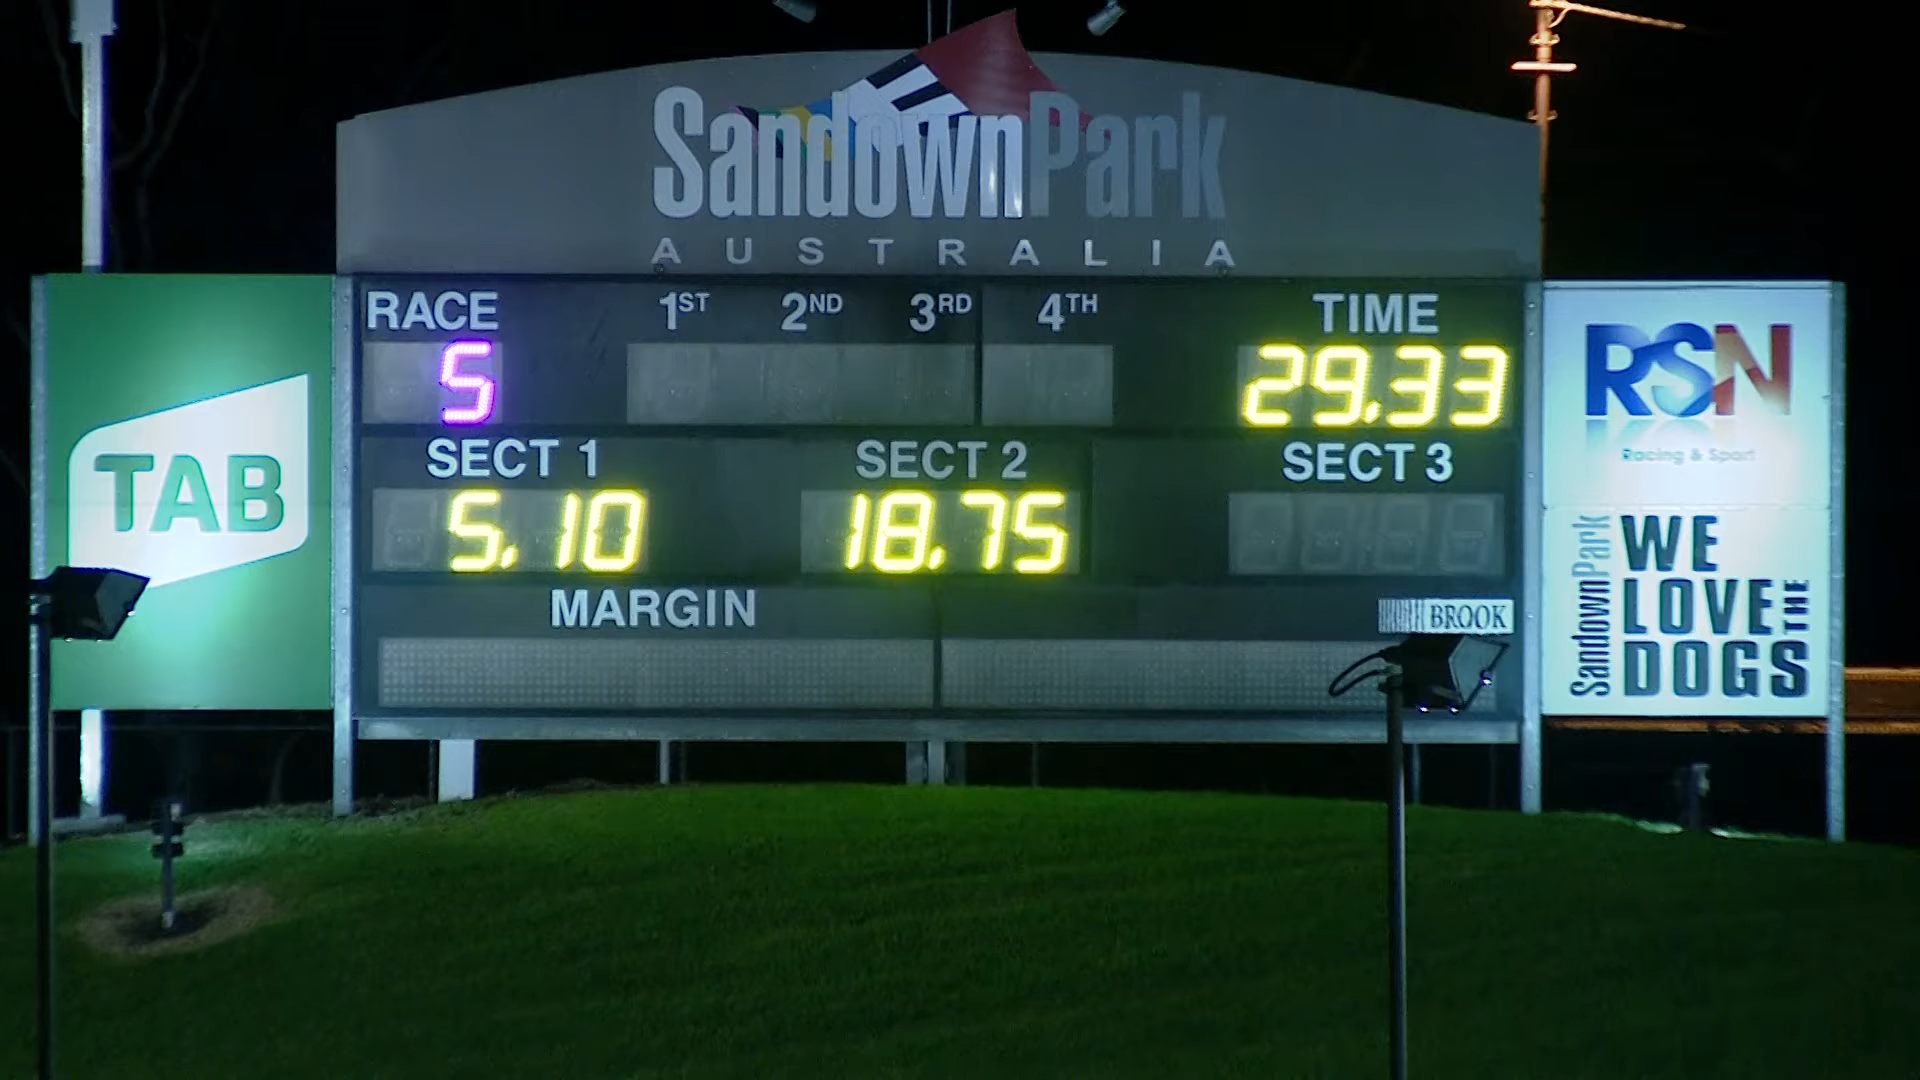 SandownPark
AUSTRALIA
RACE 1ST 2ND 3RD 4TH TIME
5 29.33
SECT 1 SECT 2 SECT 3
5.10 18.75
MARGIN
BROOK
TAB
RSN
Racing & Sport
SandownPark
WE
LOVE THE
DOGS